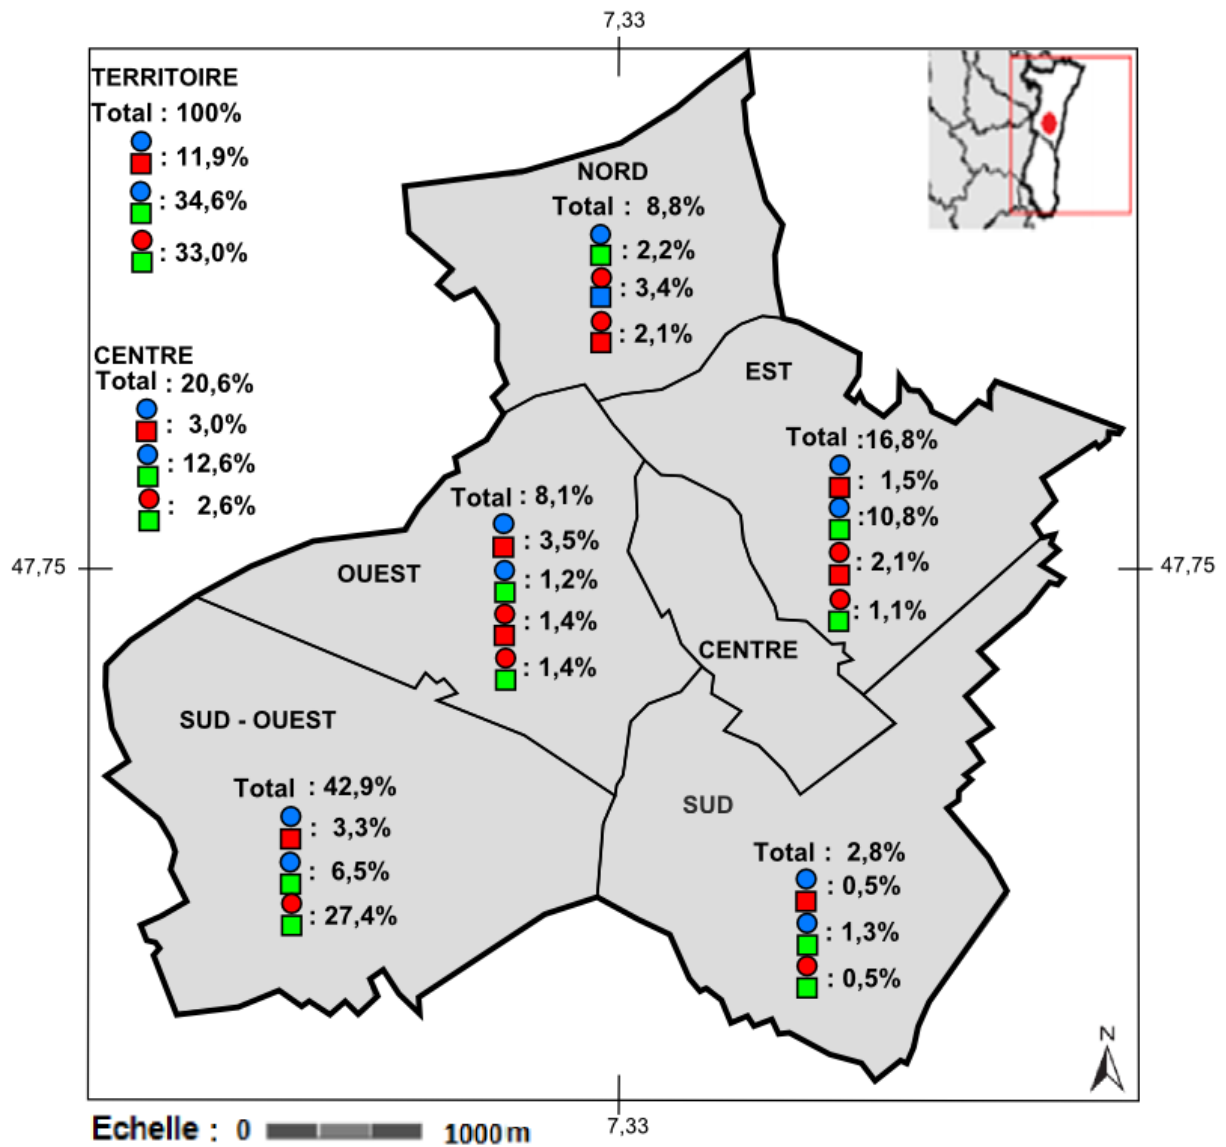 7,33
TERRITOIRE
Total : 100%
: 11,9%
: 34,6%
: 33,0%
NORD
Total : 8,8%
: 2,2%
: 3,4%
: 2,1%
CENTRE
Total : 20,6%
: 3,0%
: 12,6%
: 2,6%
EST
Total :16,8%
: 1,5%
:10,8%
: 2,1%
: 1,1%
Total : 8,1%
: 3,5%
: 1,2%
: 1,4%
: 1,4%
OUEST
47,75
47,75
CENTRE
SUD - OUEST
Total : 42,9%
: 3,3%
: 6,5%
: 27,4%
SUD
Total : 2,8%
: 0,5%
: 1,3%
: 0,5%
N
Echelle : 0 1000 m
7,33